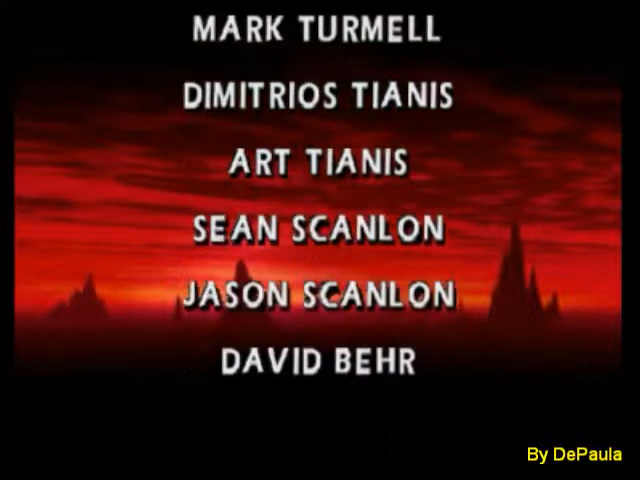 MARK TURMELL
DIMITRIOS TIANIS
ART TIANIS
SEAN SCANLON
JASON SCANLON
DAVID BEHR
By DePaula